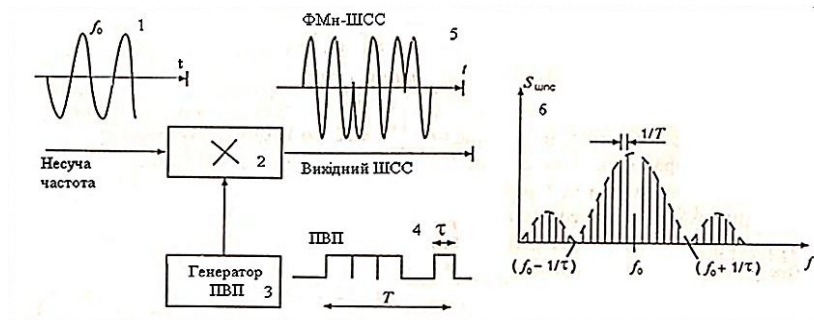 f₀
1
t
Несуча
частота
2
ФМн-ШСС
5
t
Вихідний ШСС
Генератор
ПВП 3
ПВП
4
τ
T
Sшпс
6
1/T
(f₀ - 1/τ)
f₀
(f₀ + 1/τ)
f